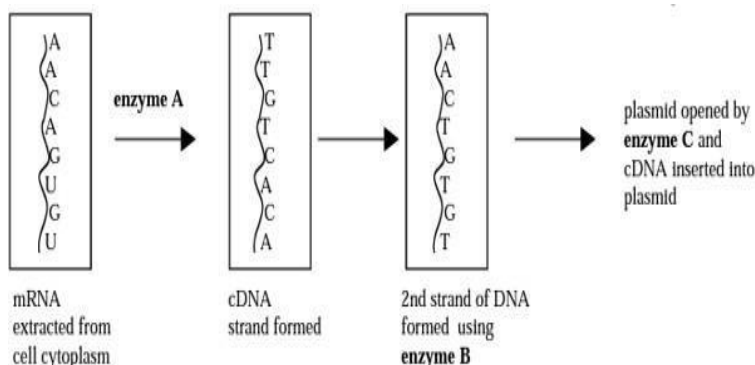 A
A
C
A
G
U
G
U
mRNA
extracted from
cell cytoplasm
enzyme A
T
T
G
T
C
A
C
A
cDNA
strand formed
A
A
C
T
G
T
G
T
2nd strand of DNA
formed using
enzyme B
plasmid opened by
enzyme C and
cDNA inserted into
plasmid